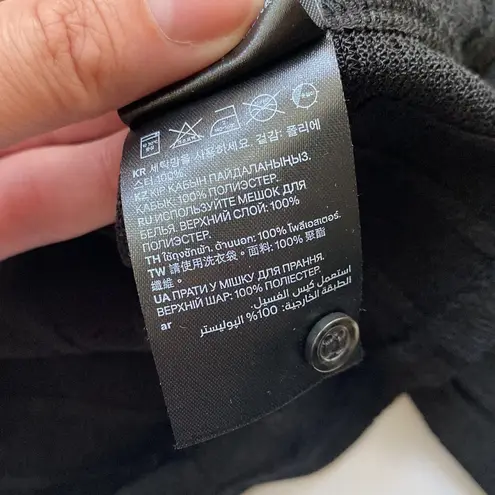 KR 세탁망을 사용하세요. 겉감: 폴리에
스터 100%.
KZ КИР ҚАБЫН ПАЙДАЛАНЫҢЫЗ.
ҚАБЫҚ: 100% ПОЛИЭСТЕР.
RU ИСПОЛЬЗУЙТЕ МЕШОК ДЛЯ
БЕЛЬЯ. ВЕРХНИЙ СЛОЙ: 100%
ПОЛИЭСТЕР.
TH ใช้ถุงซักผ้า. ด้านนอก: 100% โพลีเอสเตอร์.
TW 請使用洗衣袋。面料: 100% 聚酯
纖維。
UA ПРАТИ У МІШКУ ДЛЯ ПРАННЯ.
ВЕРХНІЙ ШАР: 100% ПОЛІЕСТЕР.
ar استعمل كيس الغسيل.
الطبقة الخارجية: 100% البوليستر